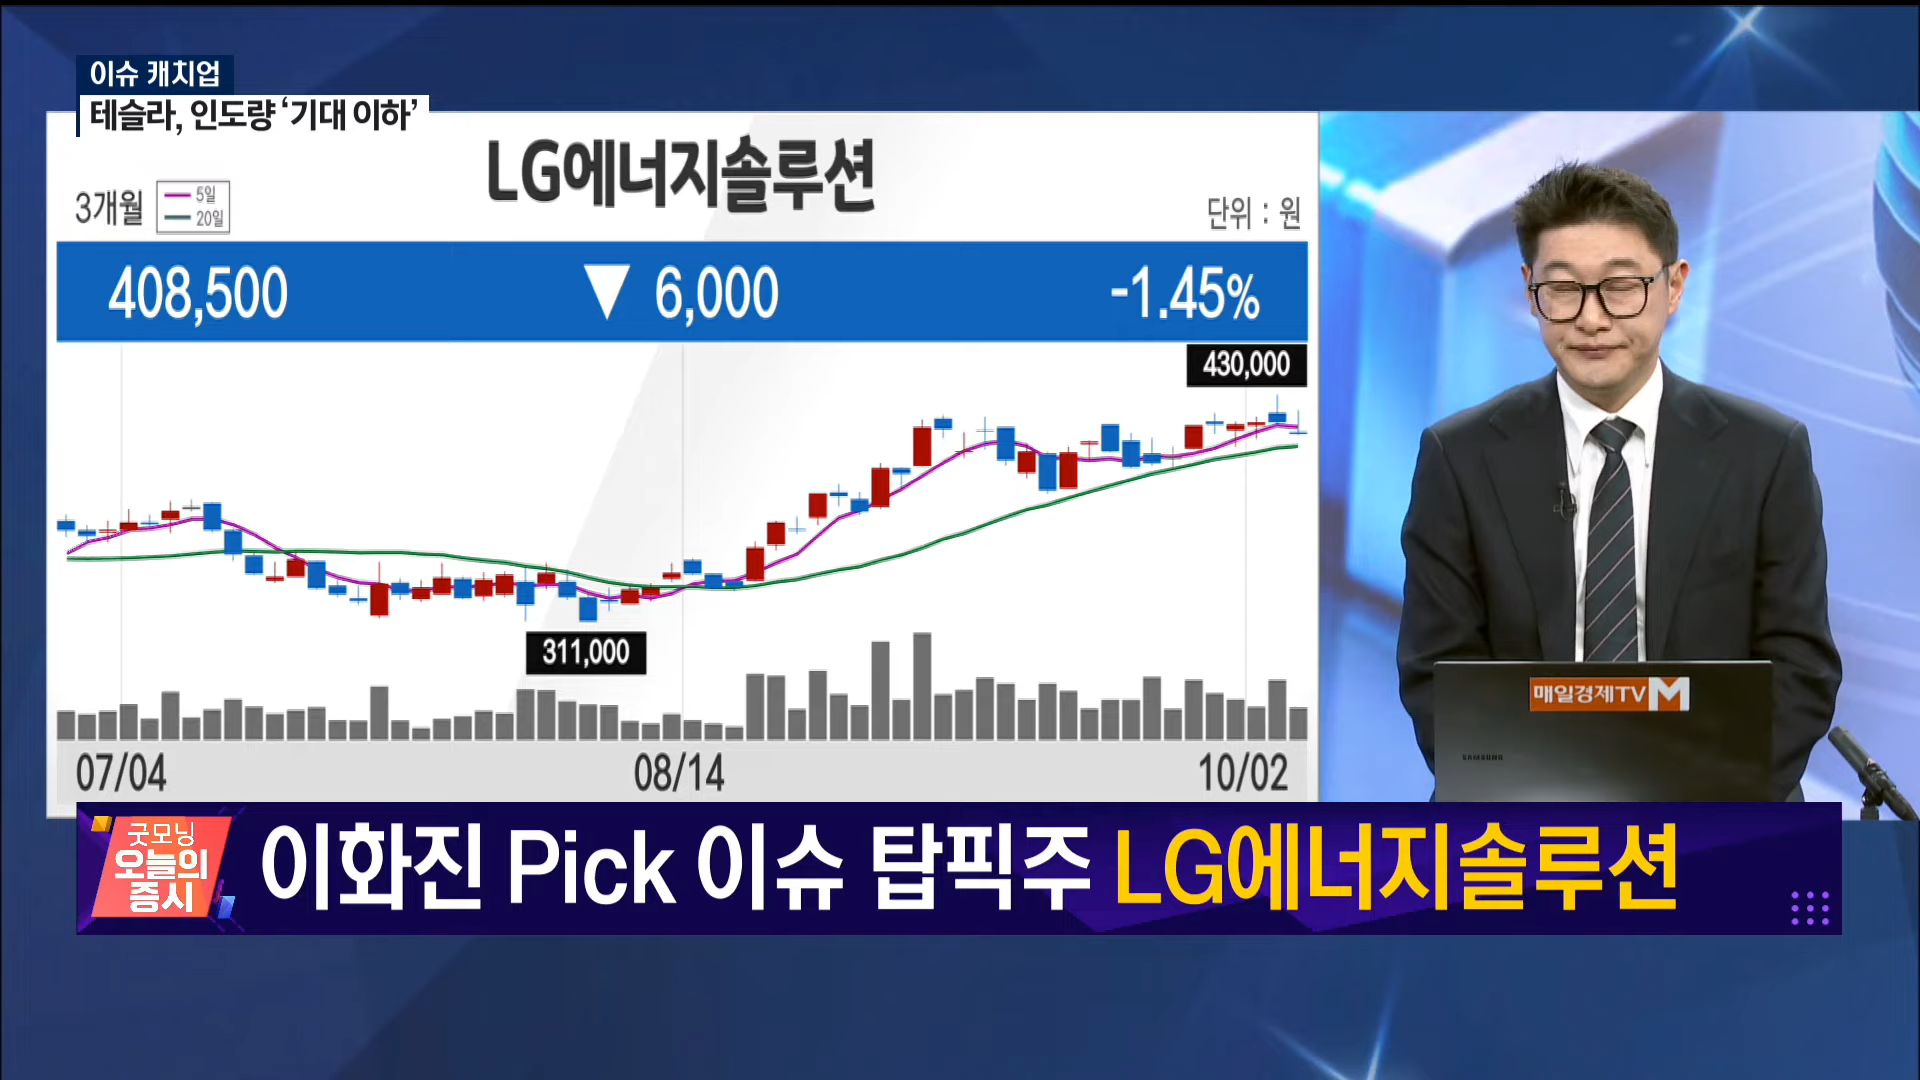 이슈 캐치업
테슬라, 인도량 ‘기대 이하’
LG에너지솔루션
3개월
5일
20일
단위 : 원
408,500 ▼ 6,000 -1.45%
430,000
311,000
07/04 08/14 10/02
매일경제TV M
SAMSUNG
굿모닝
오늘의
증시
이화진 Pick 이슈 탑픽주 LG에너지솔루션